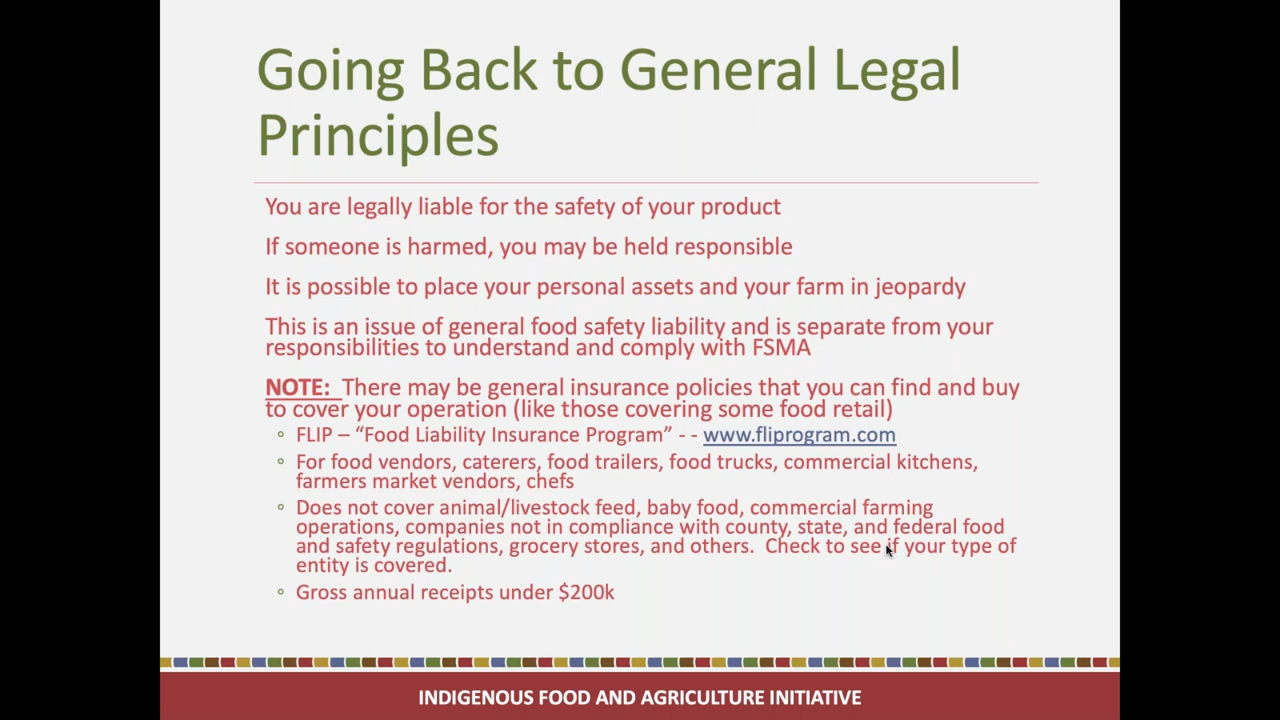 Going Back to General Legal
Principles
You are legally liable for the safety of your product
If someone is harmed, you may be held responsible
It is possible to place your personal assets and your farm in jeopardy
This is an issue of general food safety liability and is separate from your
responsibilities to understand and comply with FSMA
NOTE:  There may be general insurance policies that you can find and buy
to cover your operation (like those covering some food retail)
◦ FLIP – “Food Liability Insurance Program” - - www.fliprogram.com
◦ For food vendors, caterers, food trailers, food trucks, commercial kitchens,
farmers market vendors, chefs
◦ Does not cover animal/livestock feed, baby food, commercial farming
operations, companies not in compliance with county, state, and federal food
and safety regulations, grocery stores, and others.  Check to see if your type of
entity is covered.
◦ Gross annual receipts under $200k
INDIGENOUS FOOD AND AGRICULTURE INITIATIVE